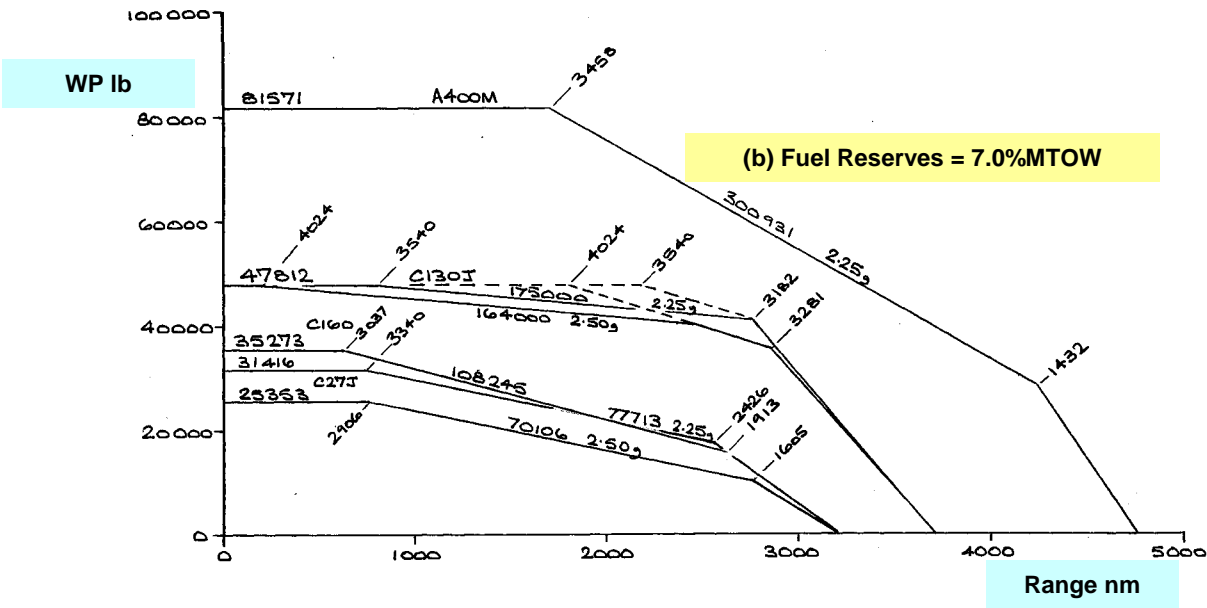 100 000
WP lb
3458
81571
A400M
80000
(b) Fuel Reserves = 7.0%MTOW
300931
2.25g
60000
4024
3540
4024
3540
47812
C130J
175000
2.25g
3182
3281
40000
164000 2.50g
C160
3037
3340
35273
31416
C27J
108245
1432
25353
77713 2.25g
2426
1913
20000
2906
70106 2.50g
1605
0
0
1000
2000
3000
4000
5000
Range nm